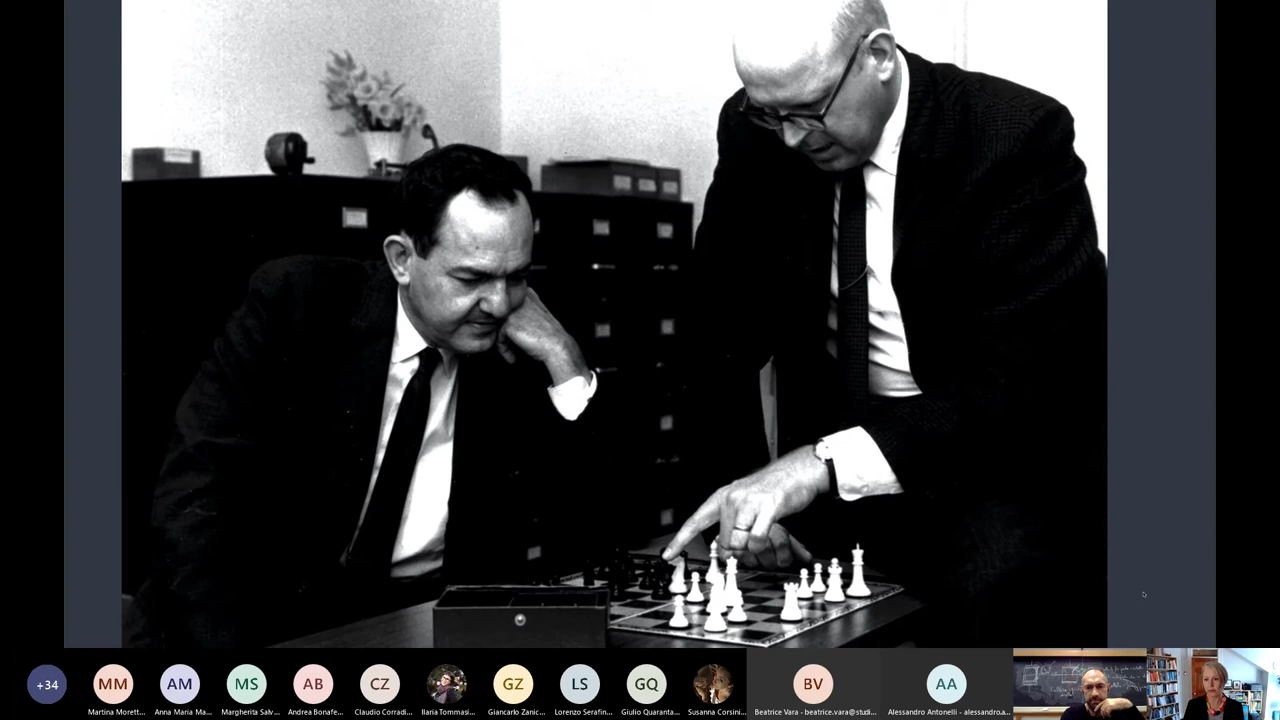 +34
MM
AM
MS
AB
CZ
GZ
LS
GQ
BV
AA
Martina Morett...
Anna Maria Ma...
Margherita Salv...
Andrea Bonafe...
Claudio Corradi...
Ilaria Tommasi...
Giancarlo Zanic...
Lorenzo Serafin...
Giulio Quaranta...
Susanna Corsini...
Beatrice Vara - beatrice.vara@studi...
Alessandro Antonelli - alessandro.a...